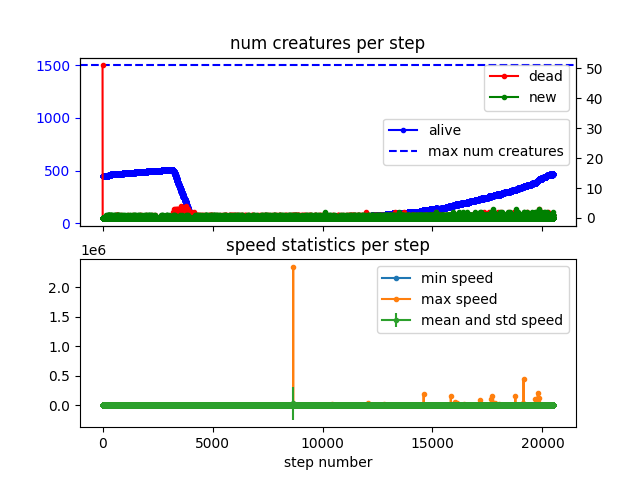 num creatures per step
1500
1000
500
0
50
40
30
20
10
0
dead
new
alive
max num creatures
speed statistics per step
1e6
2.0
1.5
1.0
0.5
0.0
min speed
max speed
mean and std speed
0 5000 10000 15000 20000
step number